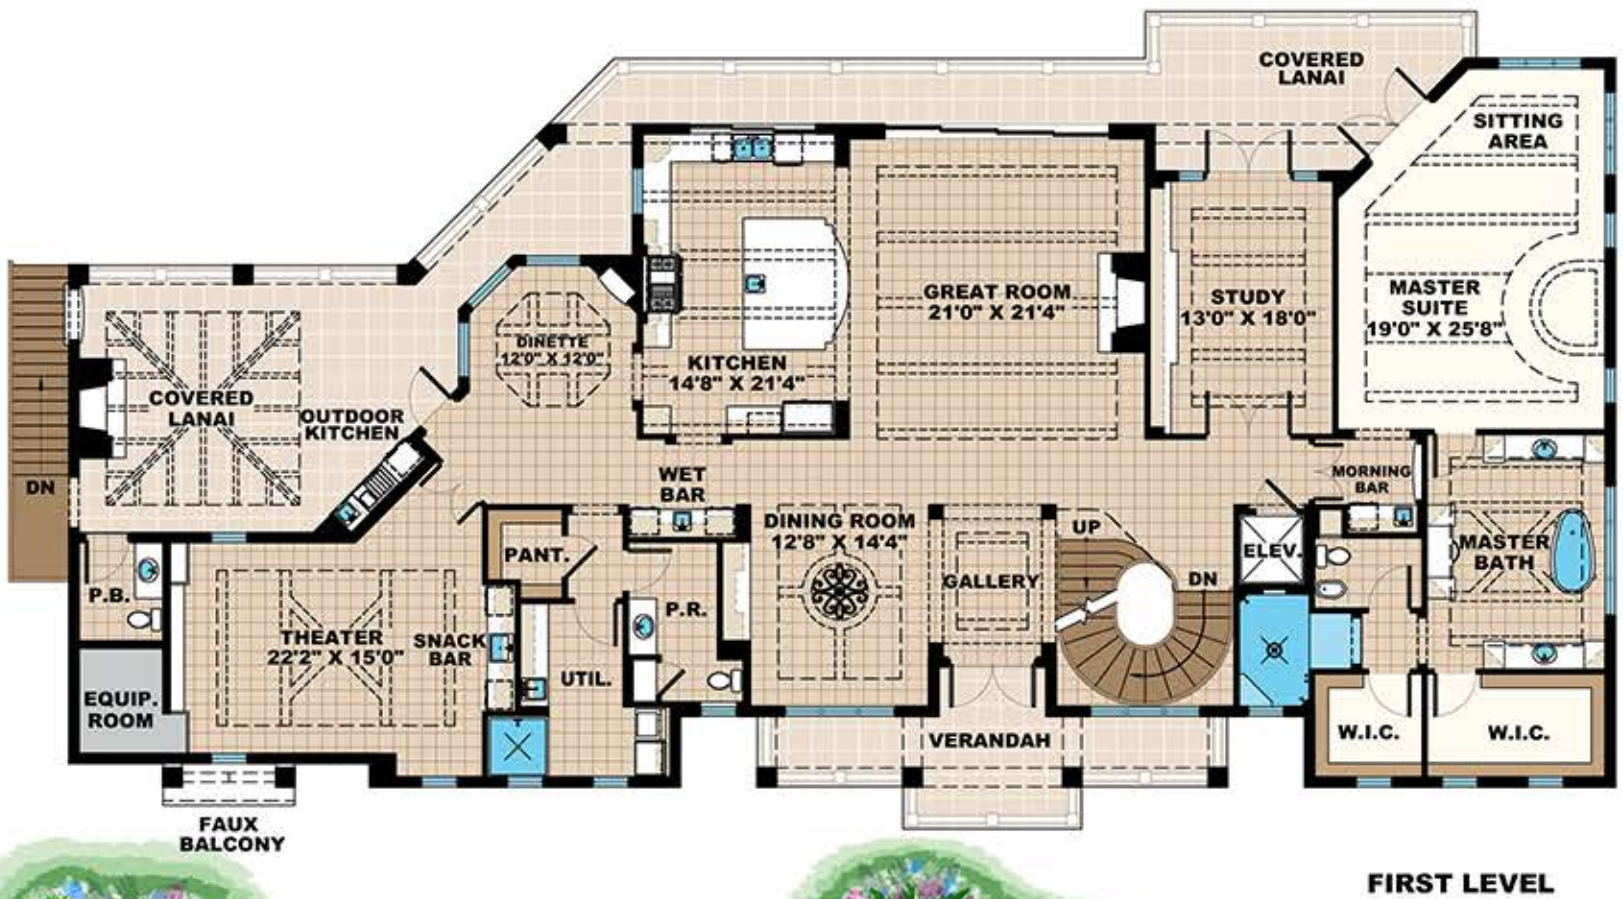 COVERED
LANAI
SITTING
AREA
GREAT ROOM
21'0" X 21'4"
STUDY
13'0" X 18'0"
MASTER
SUITE
19'0" X 25'8"
DINETTE
12'0" X 12'0"
KITCHEN
14'8" X 21'4"
COVERED
LANAI
OUTDOOR
KITCHEN
DN
WET
BAR
MORNING
BAR
DINING ROOM
12'8" X 14'4"
UP
PANT.
ELEV.
MASTER
BATH
P.B.
P.R.
GALLERY
DN
THEATER
22'2" X 15'0"
SNACK
BAR
UTIL.
EQUIP.
ROOM
VERANDAH
W.I.C.
W.I.C.
FAUX
BALCONY
FIRST LEVEL